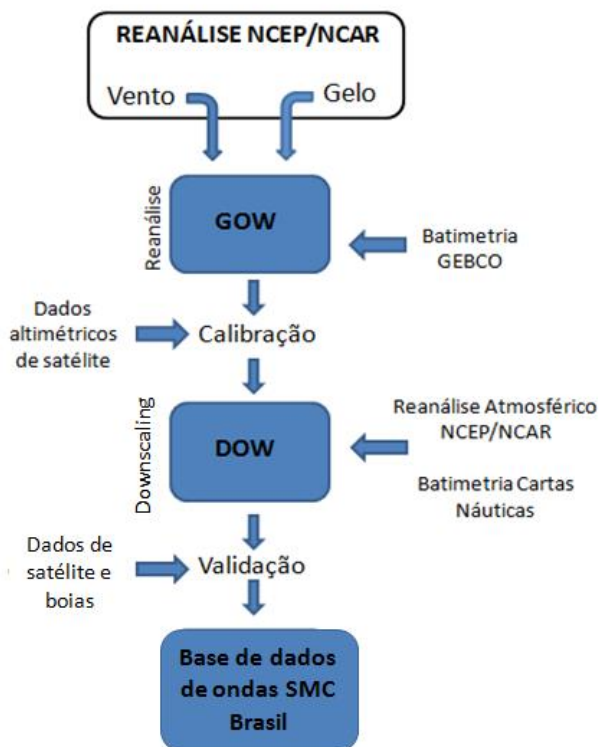 REANÁLISE NCEP/NCAR
Vento
Gelo
Reanálise
GOW
Batimetria
GEBCO
Dados
altimétricos
de satélite
Calibração
Downscaling
DOW
Reanálise Atmosférico
NCEP/NCAR
Batimetria Cartas
Náuticas
Dados de
satélite e
boias
Validação
Base de dados
de ondas SMC
Brasil